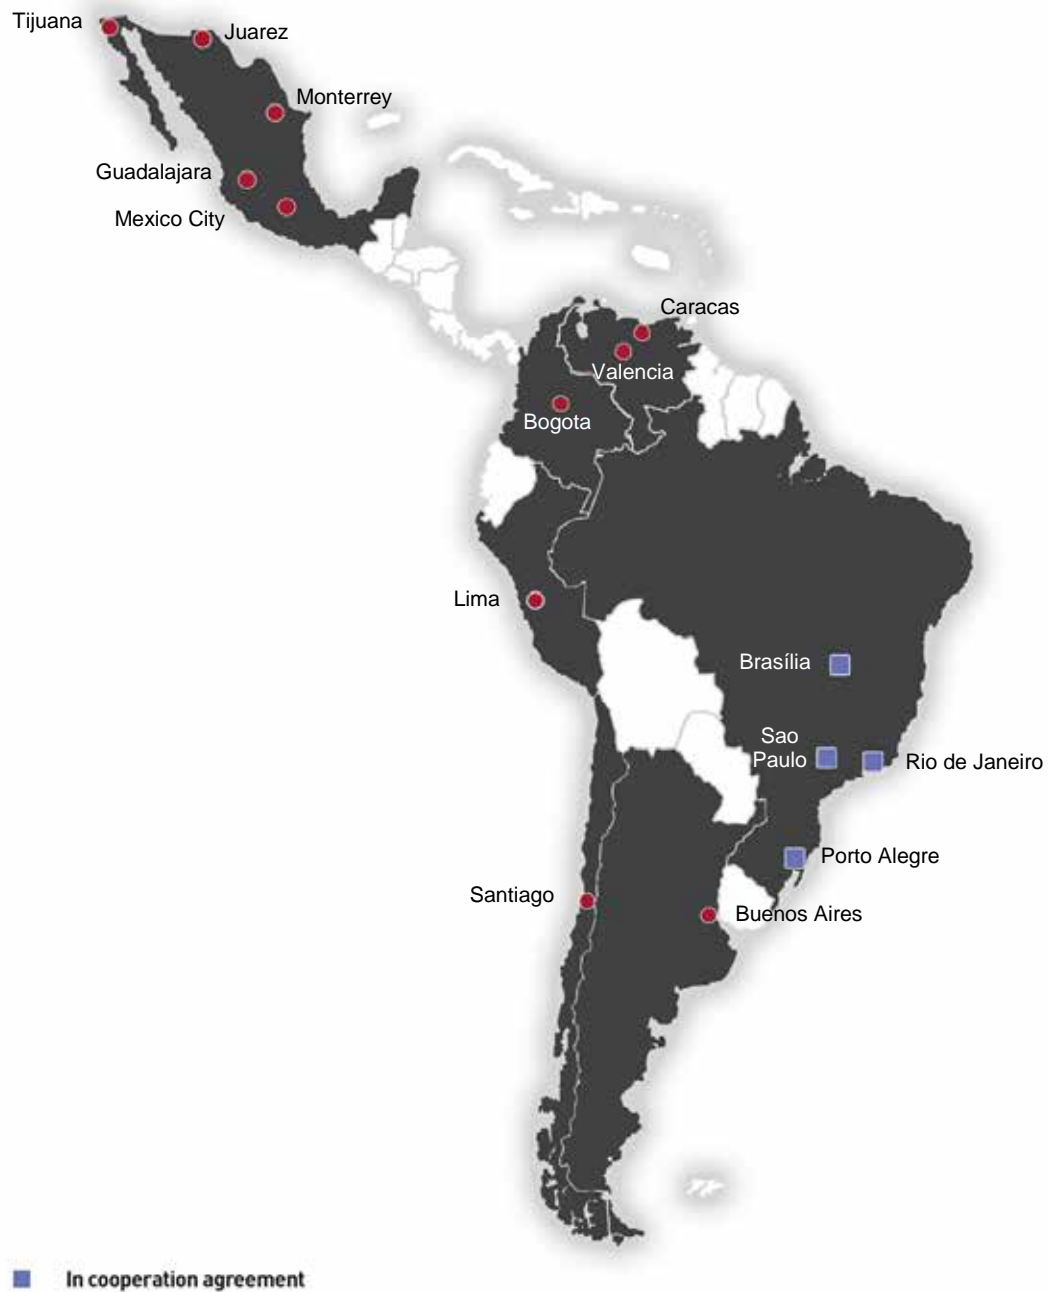 Tijuana
Juarez
Monterrey
Guadalajara
Mexico City
Caracas
Valencia
Bogota
Lima
Brasília
Sao
Paulo
Rio de Janeiro
Porto Alegre
Santiago
Buenos Aires
In cooperation agreement